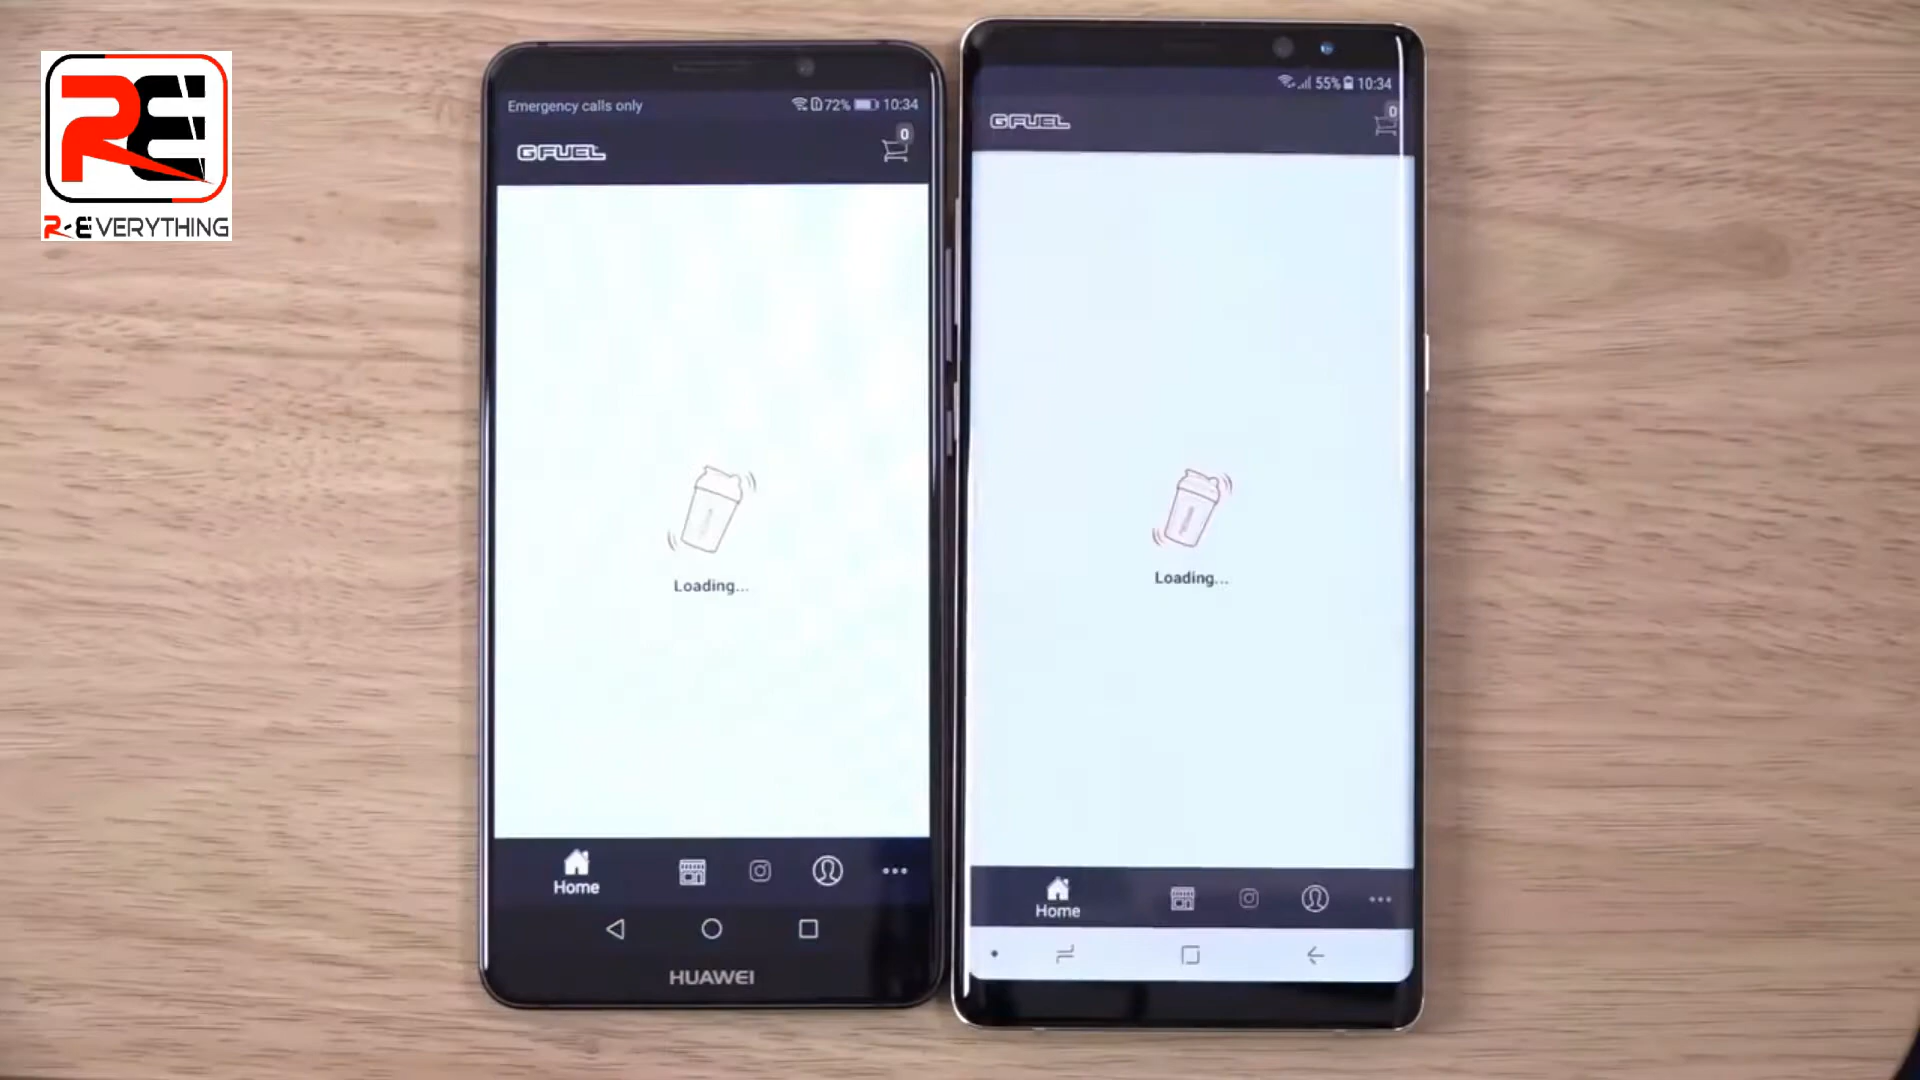 RE
R-EVERYTHING
Emergency calls only
72% 10:34
GFUEL
0
Loading...
Home
HUAWEI
55% 10:34
GFUEL
0
Loading...
Home